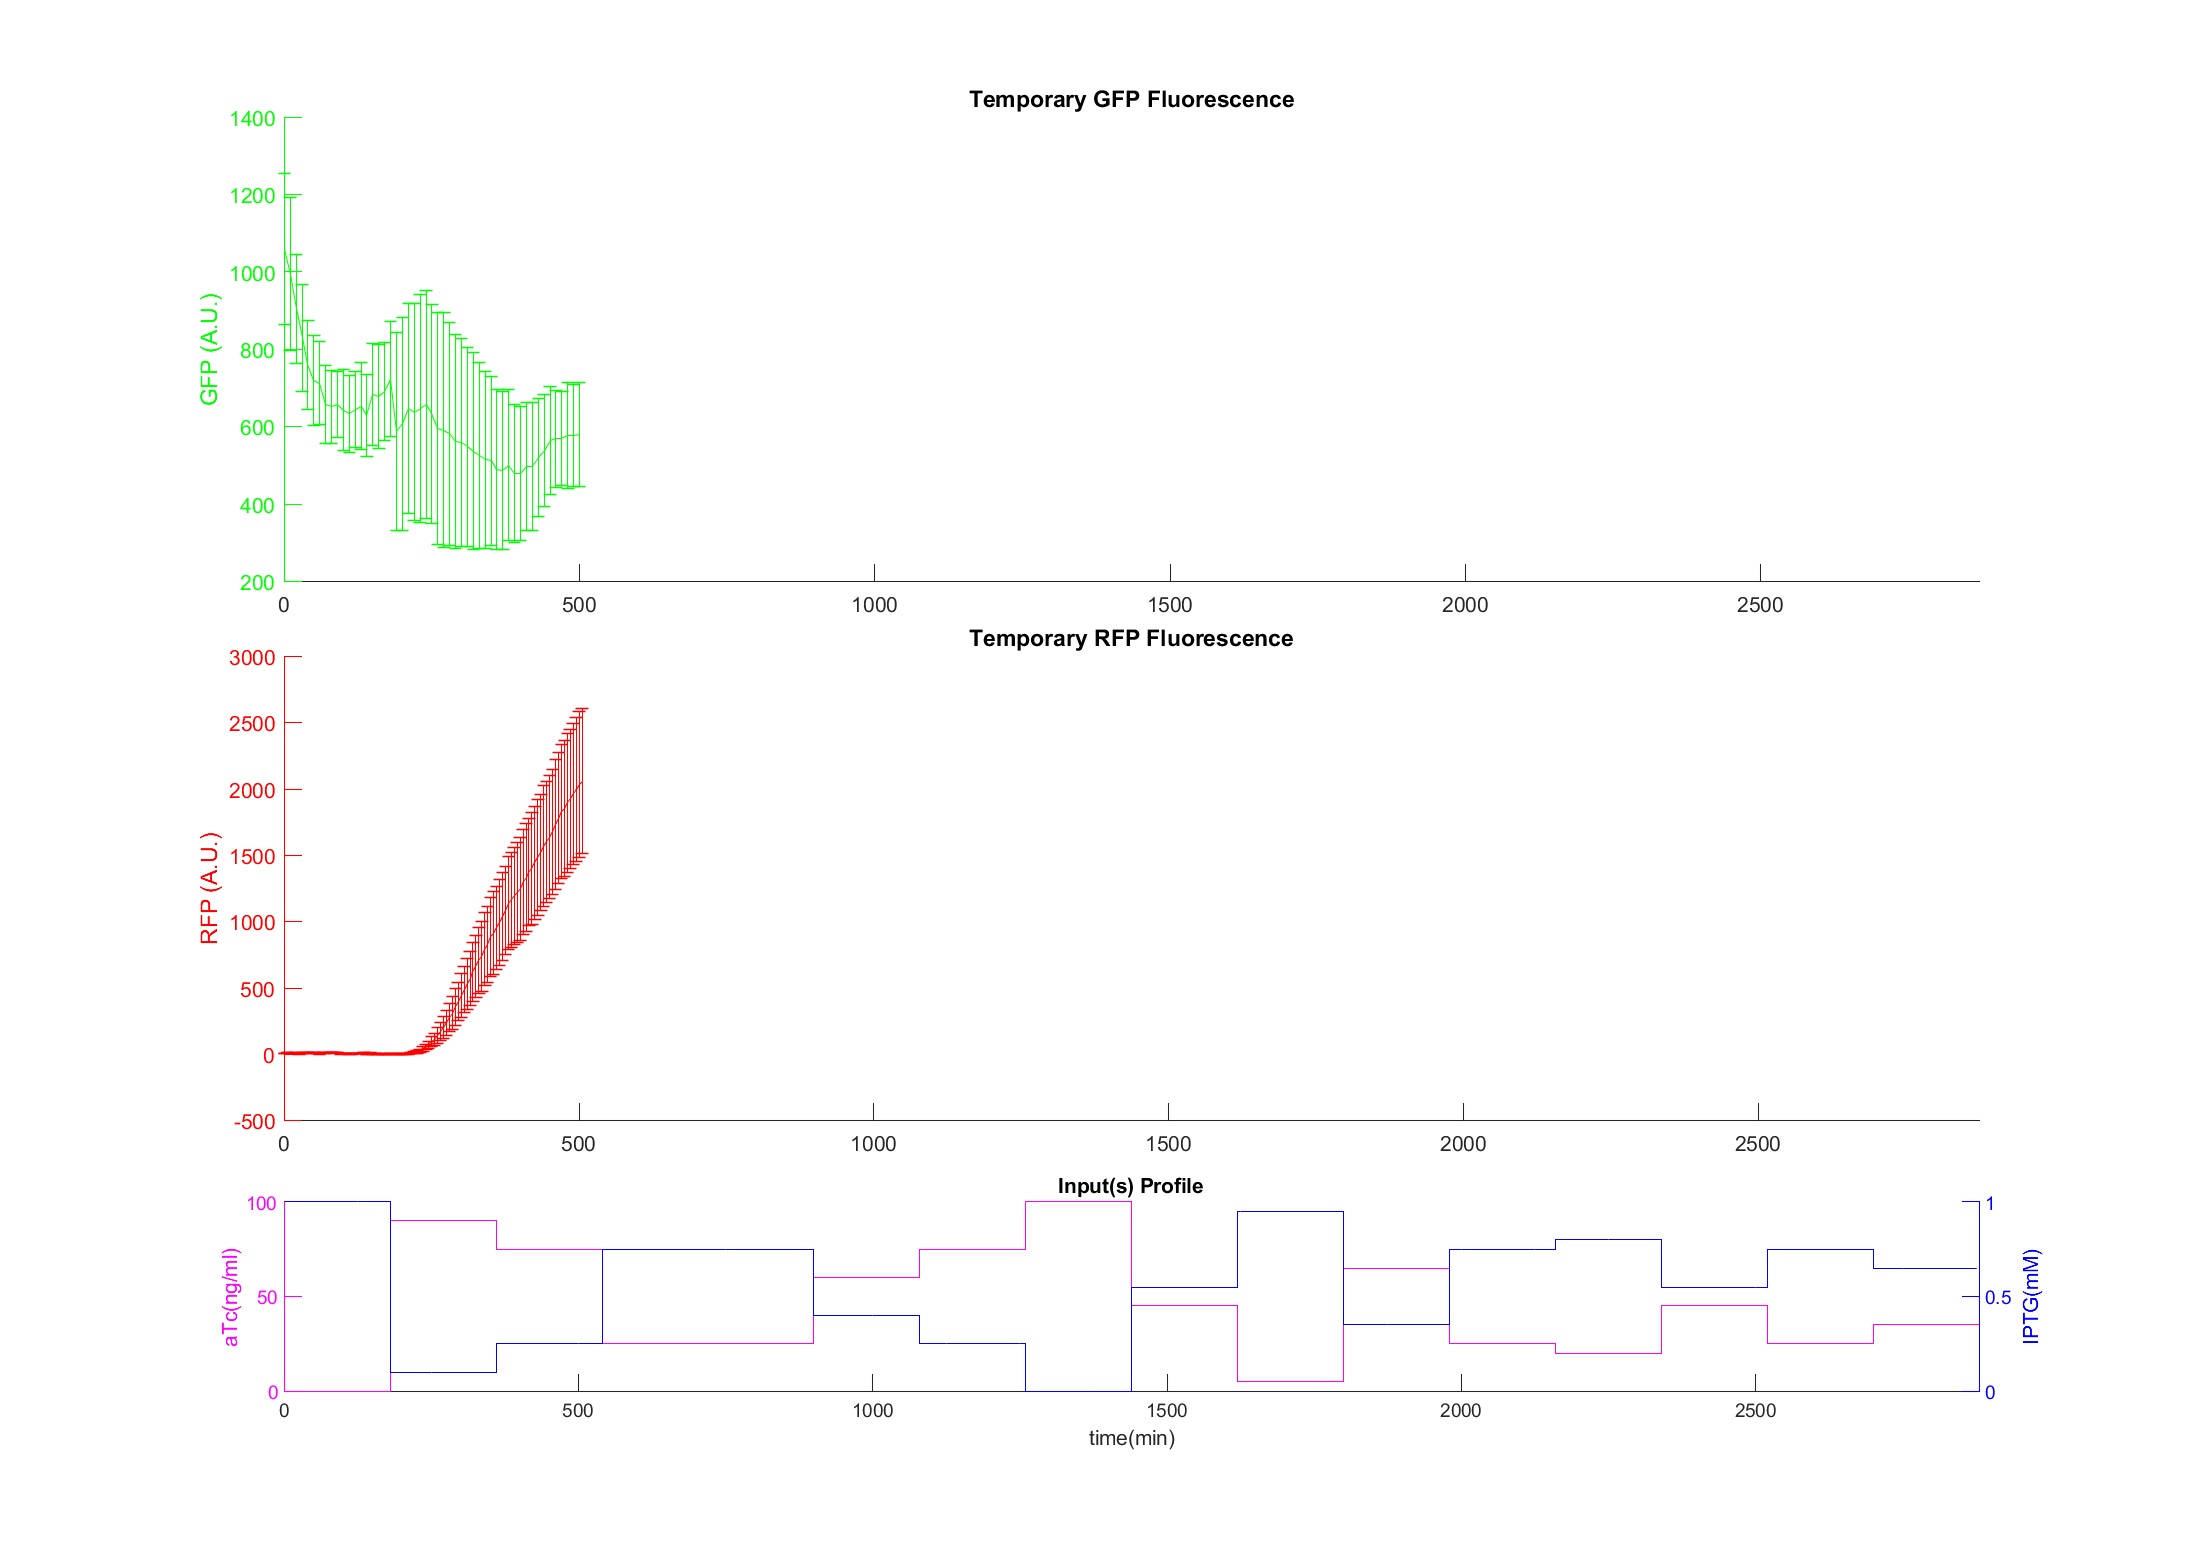 Temporary GFP Fluorescence
1400
1200
1000
800
600
400
200
GFP (A.U.)
0 500 1000 1500 2000 2500
Temporary RFP Fluorescence
3000
2500
2000
1500
1000
500
0
-500
RFP (A.U.)
0 500 1000 1500 2000 2500
Input(s) Profile
100
50
0
aTc(ng/ml)
1
0.5
0
IPTG(mM)
0 500 1000 1500 2000 2500
time(min)